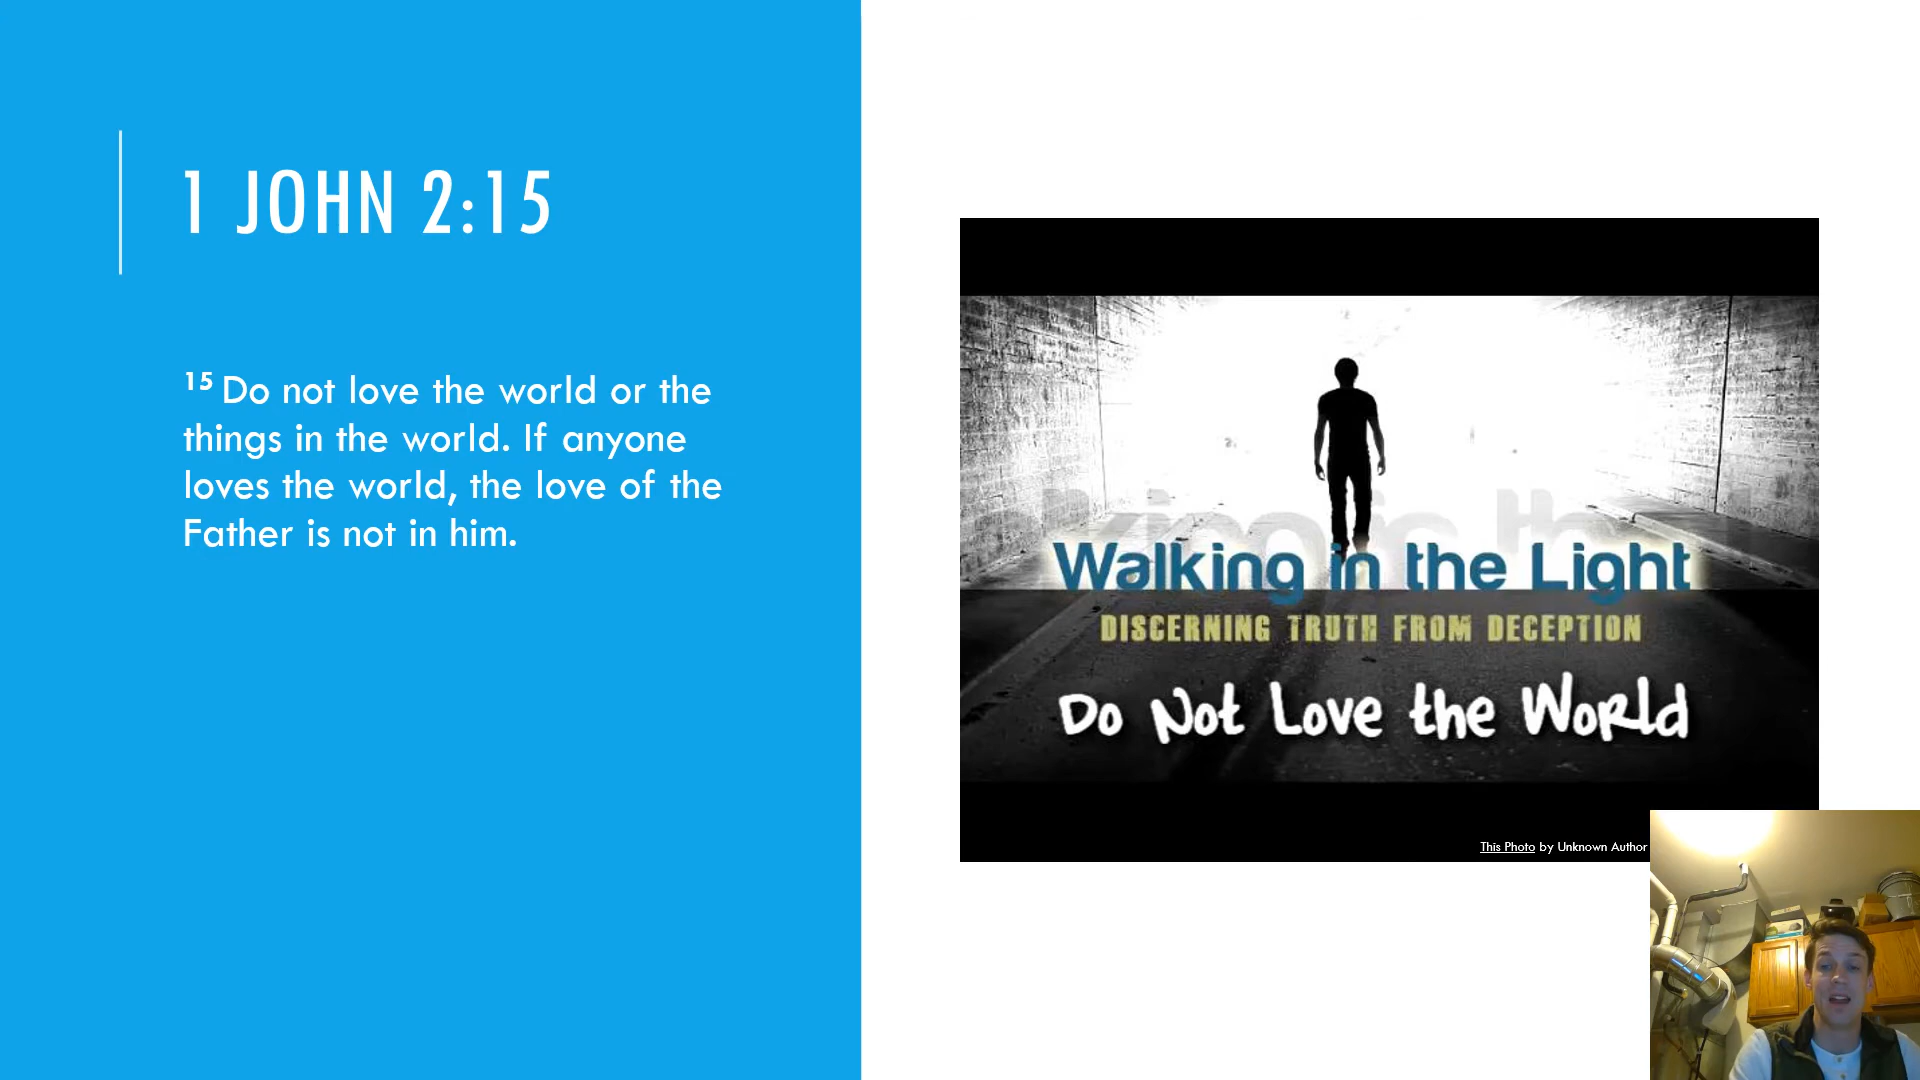 1 JOHN 2:15
15 Do not love the world or the
things in the world. If anyone
loves the world, the love of the
Father is not in him.
Walking in the Light
DISCERNING TRUTH FROM DECEPTION
Do Not Love the World
This Photo by Unknown Author